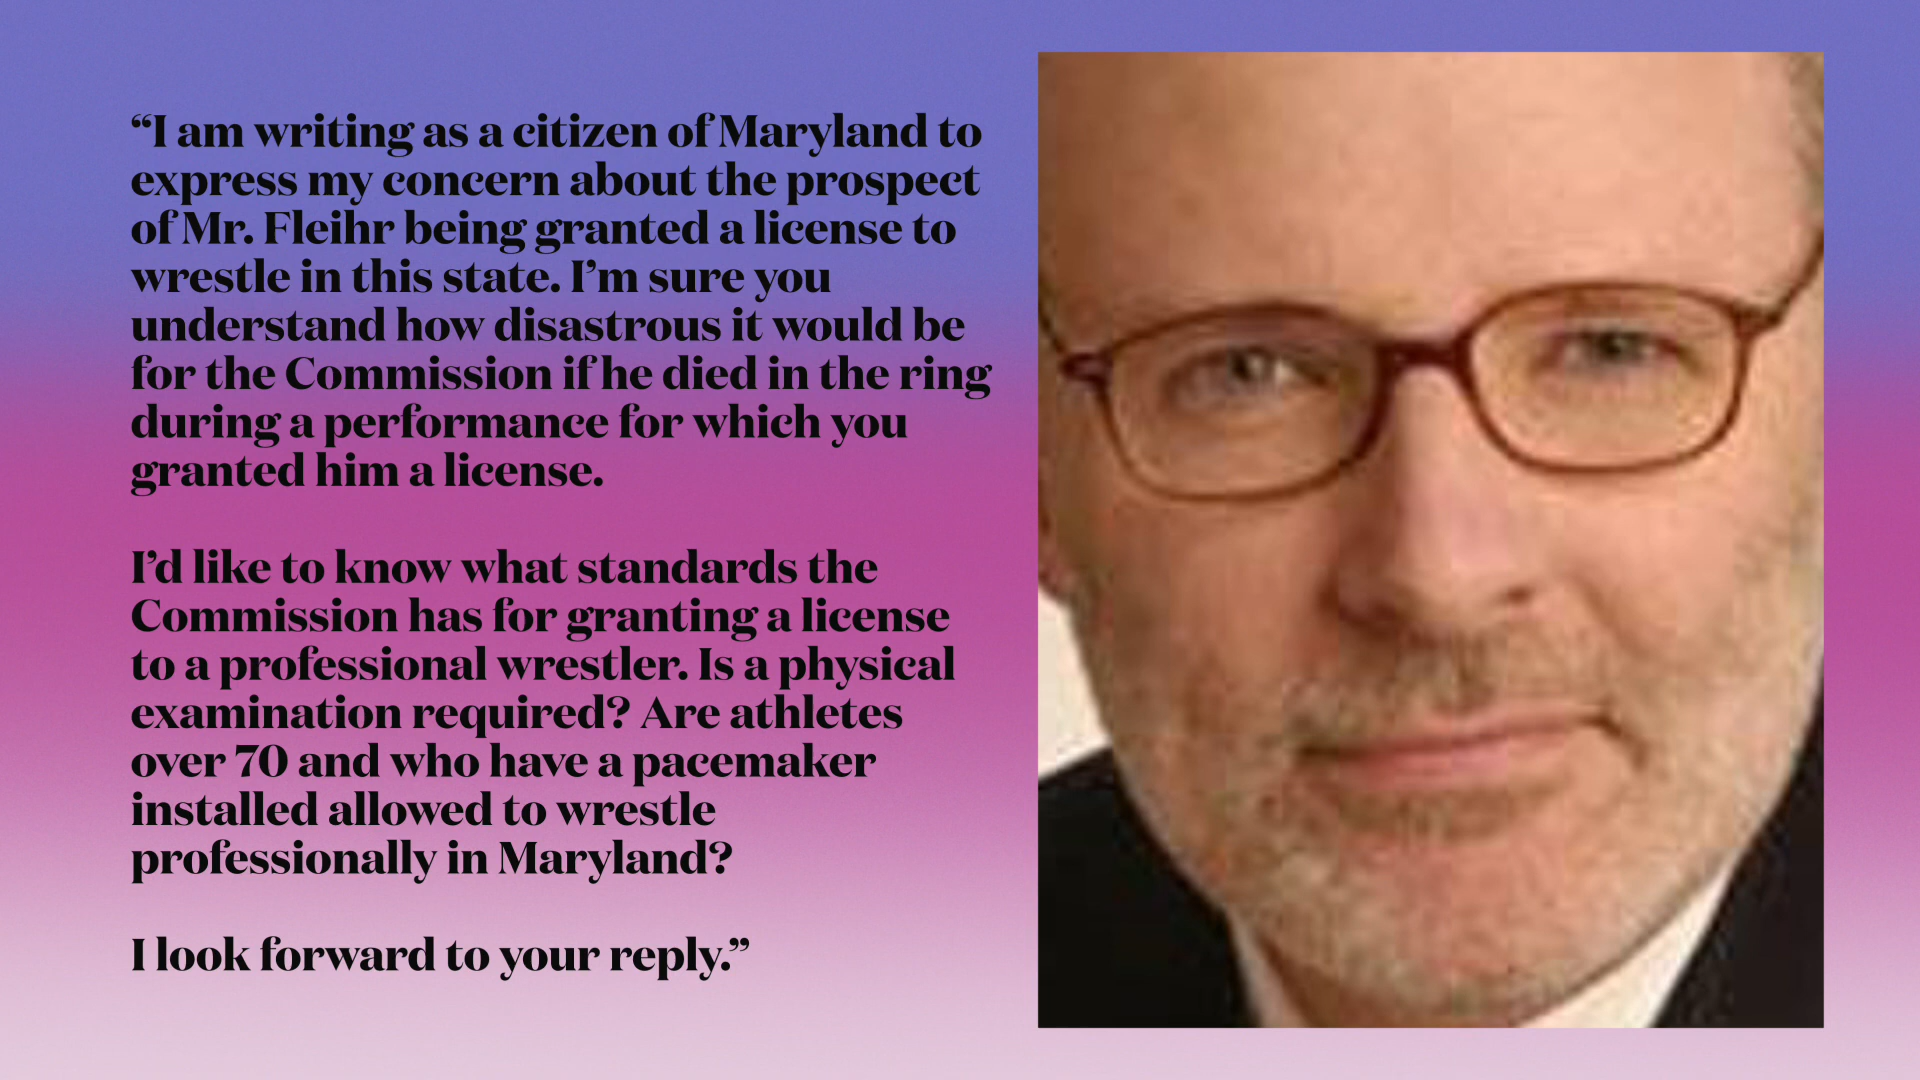 “I am writing as a citizen of Maryland to
express my concern about the prospect
of Mr. Fleihr being granted a license to
wrestle in this state. I’m sure you
understand how disastrous it would be
for the Commission if he died in the ring
during a performance for which you
granted him a license.
I’d like to know what standards the
Commission has for granting a license
to a professional wrestler. Is a physical
examination required? Are athletes
over 70 and who have a pacemaker
installed allowed to wrestle
professionally in Maryland?
I look forward to your reply.”